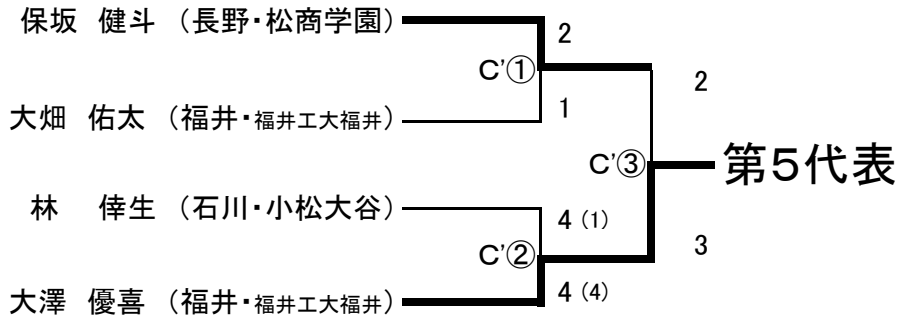 保坂 健斗 （長野・松商学園）
2
C'①
2
大畑 佑太 （福井・福井工大福井）
1
C'③
第5代表
林 倖生 （石川・小松大谷）
4 (1)
C'②
3
大澤 優喜 （福井・福井工大福井）
4 (4)